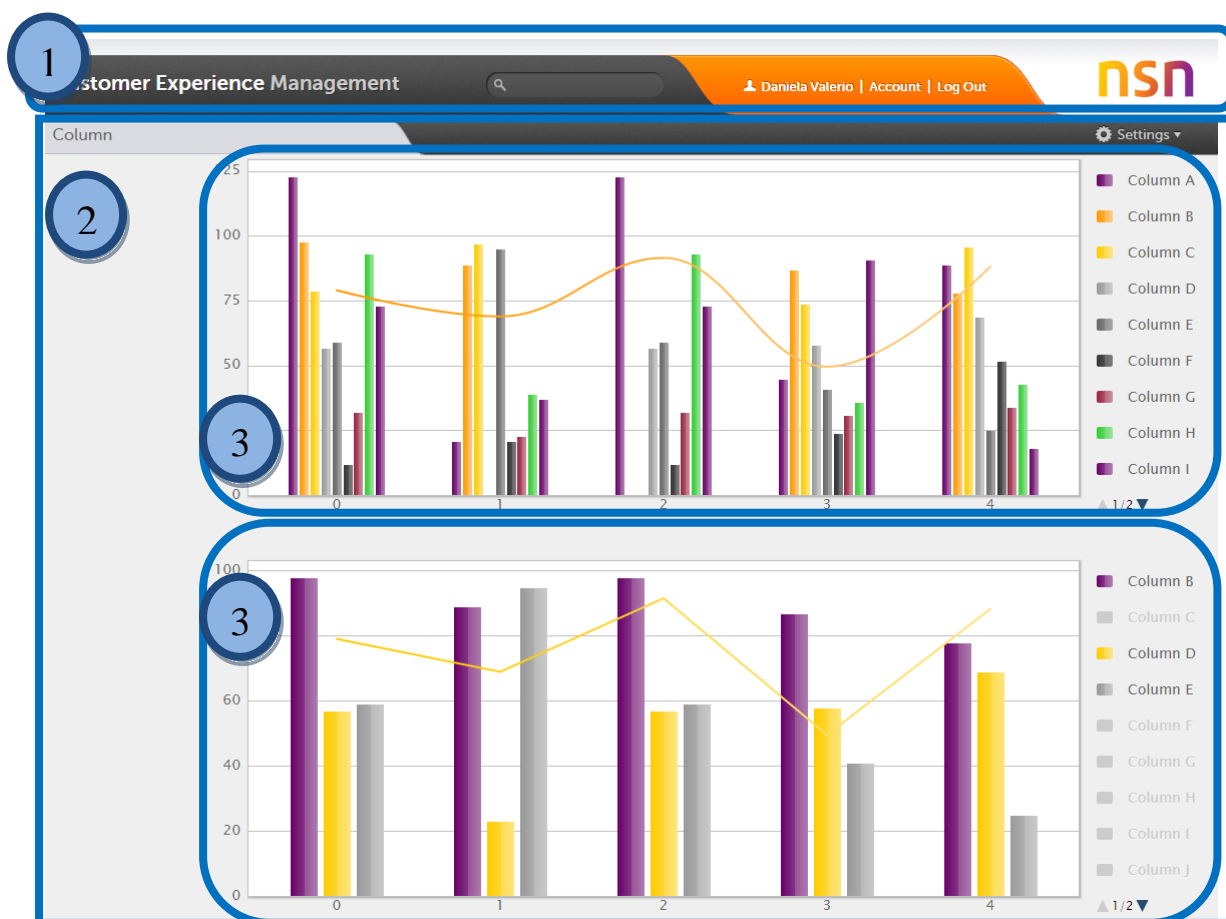 1
stomer Experience Management
Daniela Valerio | Account | Log Out
nsn
Column
Settings
2
25
100
75
50
0
0
1
2
3
4
3
Column A
Column B
Column C
Column D
Column E
Column F
Column G
Column H
Column I
1/2
100
60
40
20
0
0
1
2
3
4
3
Column B
Column C
Column D
Column E
Column F
Column G
Column H
Column I
Column J
1/2